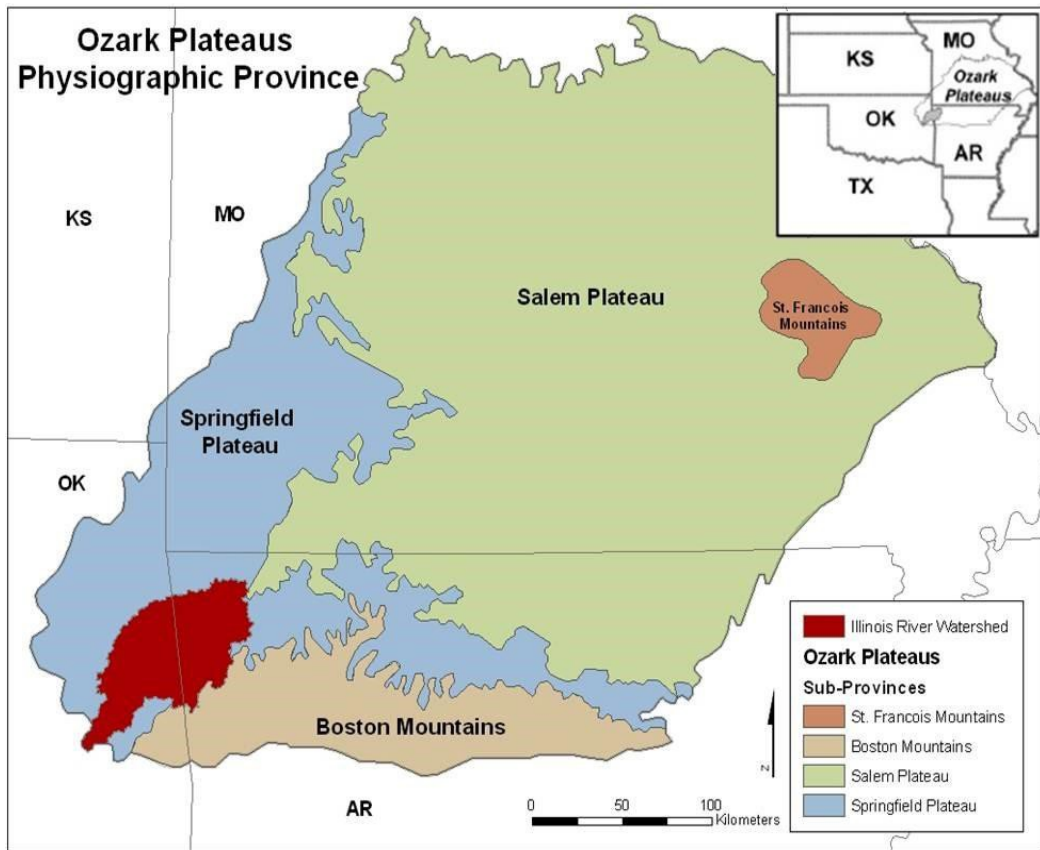 Ozark Plateaus
Physiographic Province
KS
MO
Ozark
Plateaus
OK
AR
TX
KS
MO
Salem Plateau
St. Francois
Mountains
Springfield
Plateau
OK
Boston Mountains
AR
Illinois River Watershed
Ozark Plateaus
Sub-Provinces
St. Francois Mountains
Boston Mountains
Salem Plateau
Springfield Plateau
N
0 50 100
Kilometers